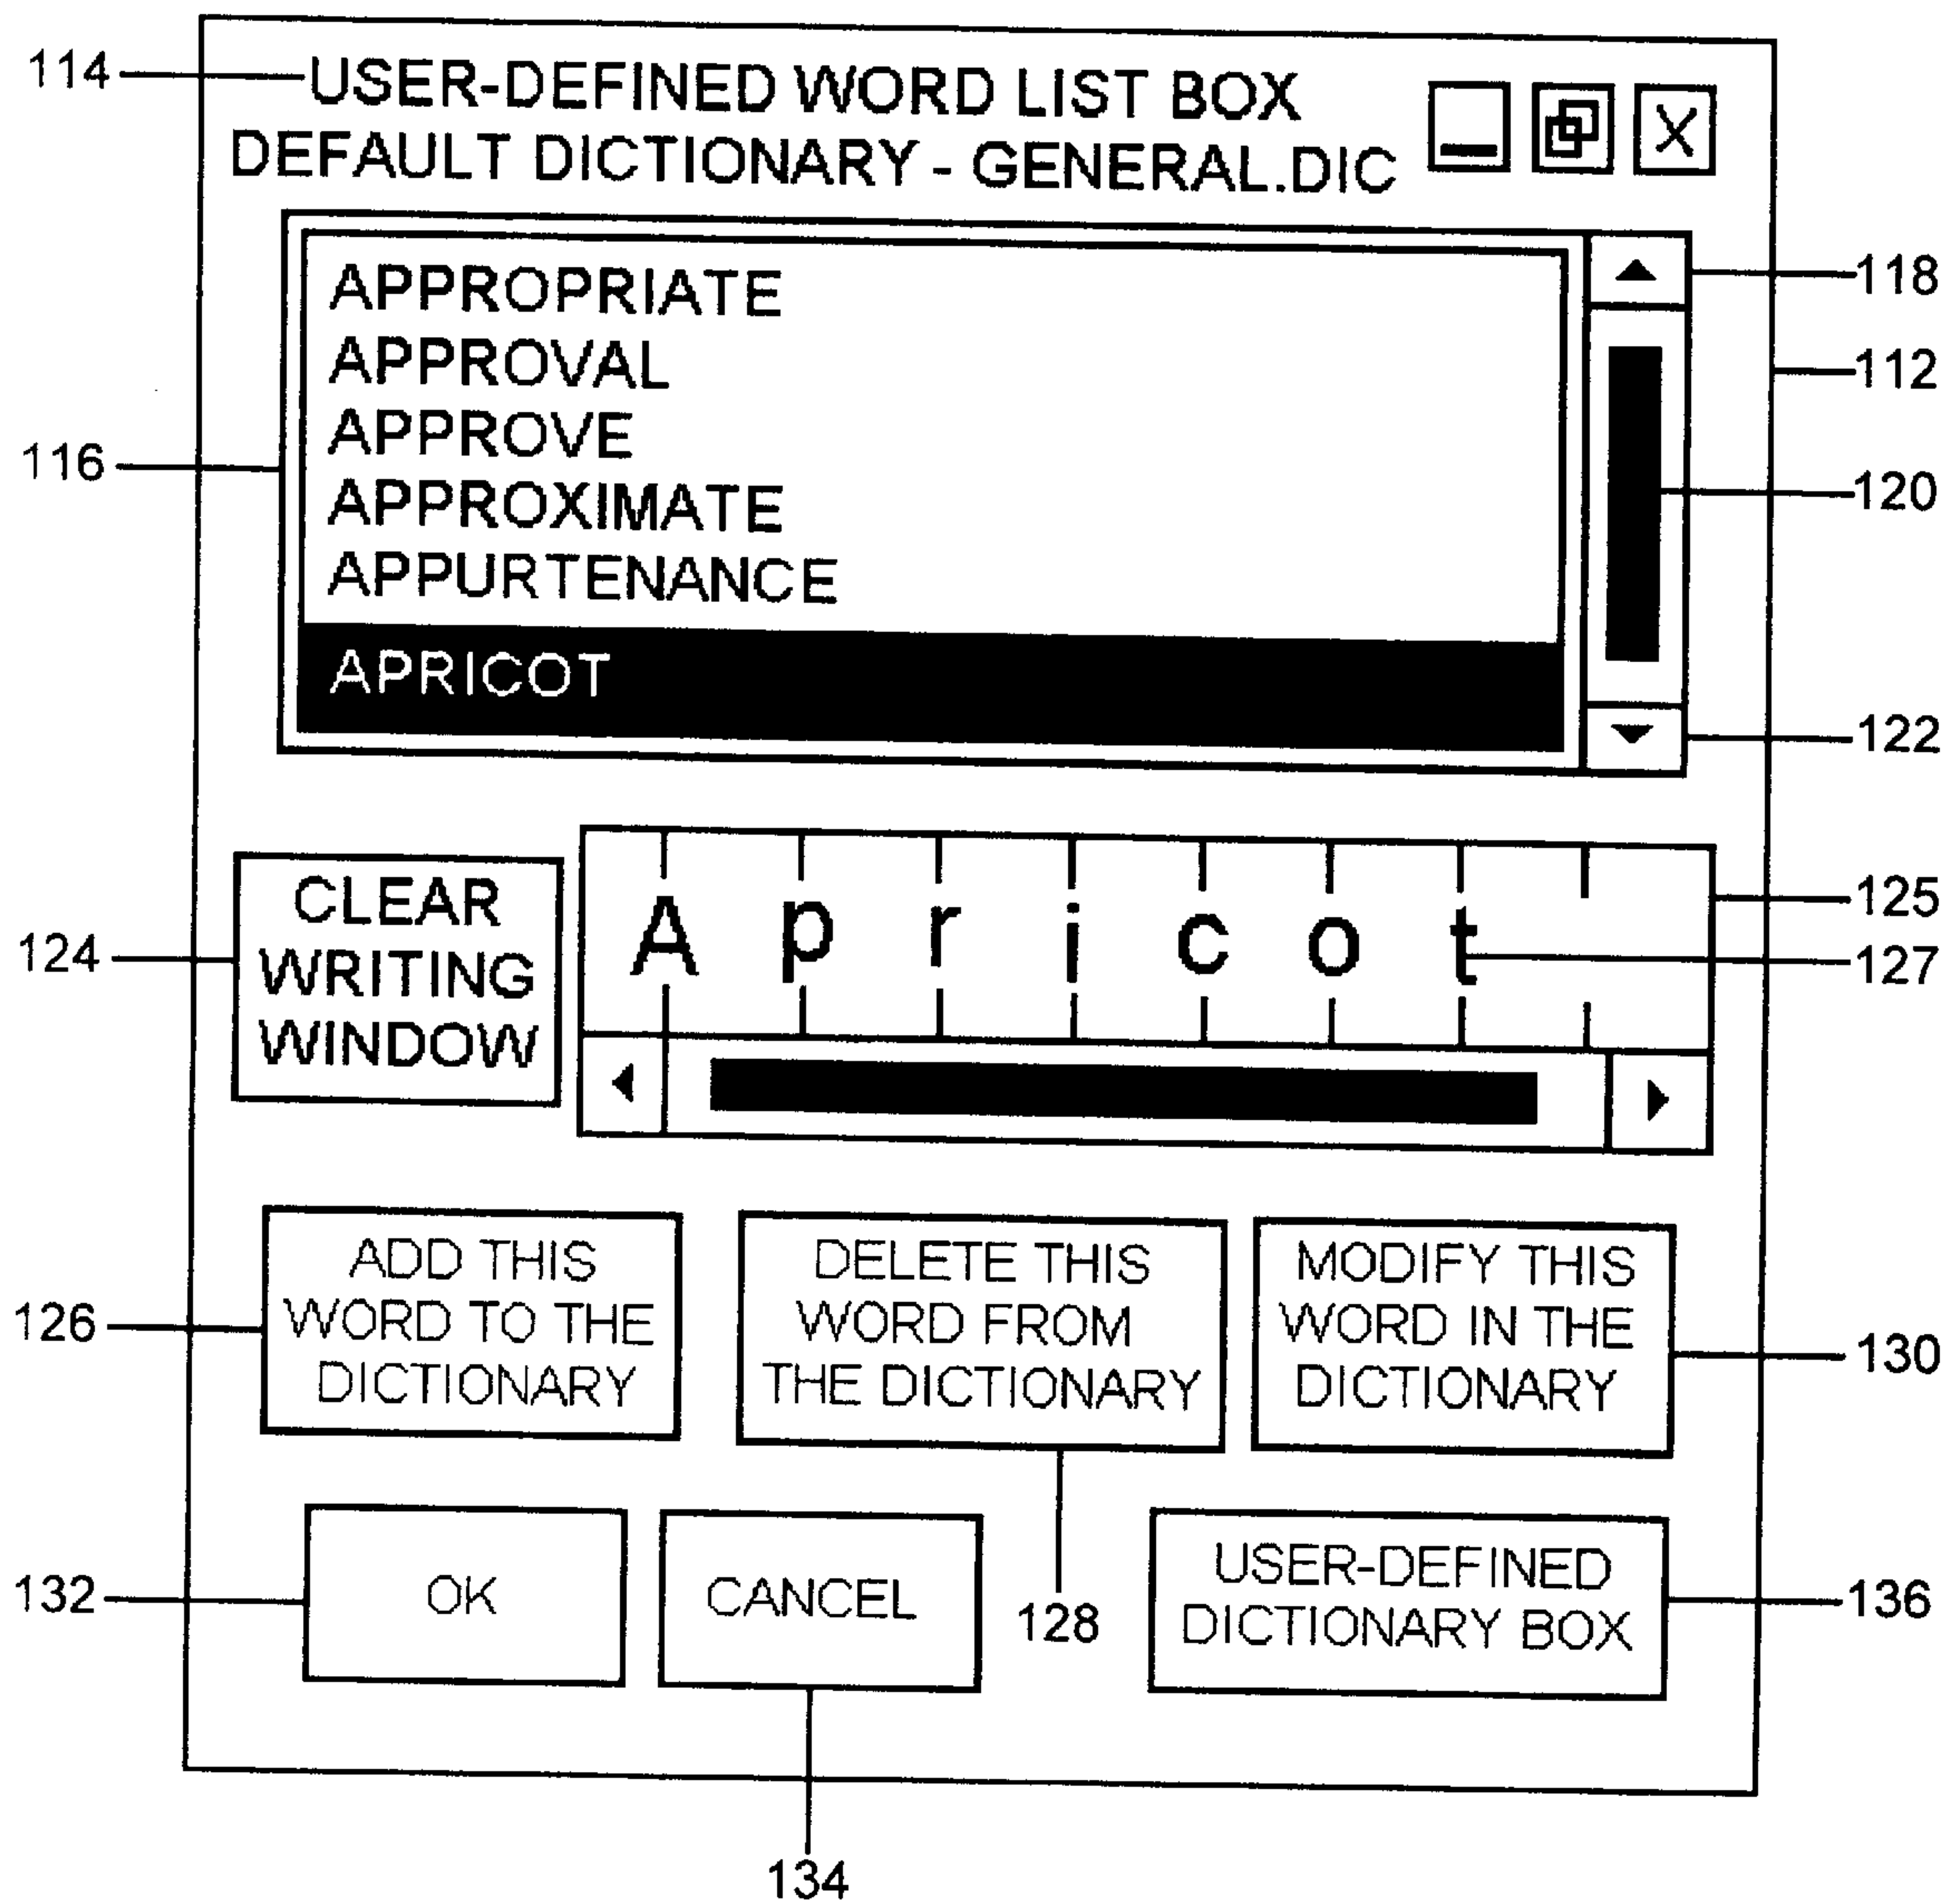 114 USER-DEFINED WORD LIST BOX
DEFAULT DICTIONARY - GENERAL.DIC
X
APPROPRIATE
118
APPROVAL
112
APPROVE
116
120
APPROXIMATE
APPURTENANCE
APRICOT
122
CLEAR
WRITING
WINDOW
124
A p r i c o t
125
127
ADD THIS
WORD TO THE
DICTIONARY
126
DELETE THIS
WORD FROM
THE DICTIONARY
128
MODIFY THIS
WORD IN THE
DICTIONARY
130
132
OK
CANCEL
134
USER-DEFINED
DICTIONARY BOX
136